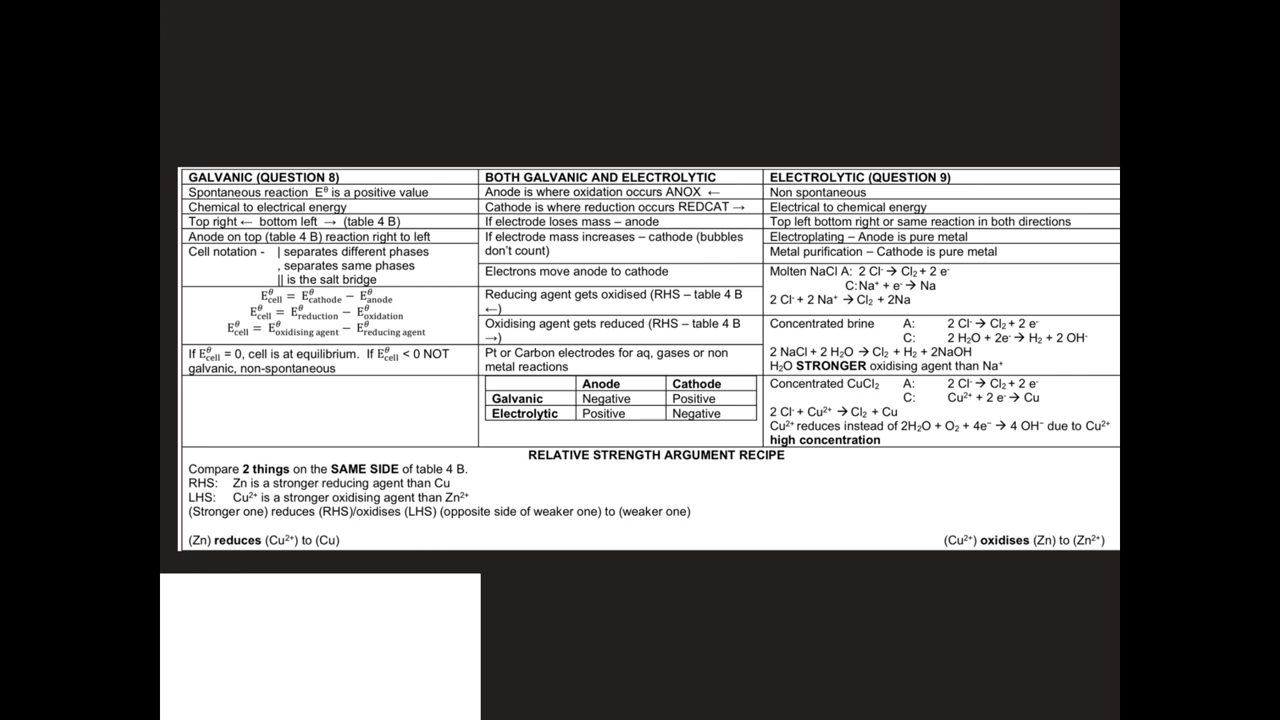 GALVANIC (QUESTION 8)
Spontaneous reaction Eᶿ is a positive value
Chemical to electrical energy
Top right ← bottom left → (table 4 B)
Anode on top (table 4 B) reaction right to left
Cell notation - | separates different phases
, separates same phases
|| is the salt bridge
Eᶿcell = Eᶿcathode − Eᶿanode
Eᶿcell = Eᶿreduction − Eᶿoxidation
Eᶿcell = Eᶿoxidising agent − Eᶿreducing agent
If Eᶿcell = 0, cell is at equilibrium. If Eᶿcell < 0 NOT
galvanic, non-spontaneous
BOTH GALVANIC AND ELECTROLYTIC
Anode is where oxidation occurs ANOX ←
Cathode is where reduction occurs REDCAT →
If electrode loses mass – anode
If electrode mass increases – cathode (bubbles
don't count)
Electrons move anode to cathode
Reducing agent gets oxidised (RHS – table 4 B
←)
Oxidising agent gets reduced (RHS – table 4 B
→)
Pt or Carbon electrodes for aq, gases or non
metal reactions
Anode Cathode
Galvanic Negative Positive
Electrolytic Positive Negative
ELECTROLYTIC (QUESTION 9)
Non spontaneous
Electrical to chemical energy
Top left bottom right or same reaction in both directions
Electroplating – Anode is pure metal
Metal purification – Cathode is pure metal
Molten NaCl A: 2 Cl⁻ → Cl₂ + 2 e⁻
C: Na⁺ + e⁻ → Na
2 Cl⁻ + 2 Na⁺ → Cl₂ + 2Na
Concentrated brine A: 2 Cl⁻ → Cl₂ + 2 e⁻
C: 2 H₂O + 2e⁻ → H₂ + 2 OH⁻
2 NaCl + 2 H₂O → Cl₂ + H₂ + 2NaOH
H₂O STRONGER oxidising agent than Na⁺
Concentrated CuCl₂ A: 2 Cl⁻ → Cl₂ + 2 e⁻
C: Cu²⁺ + 2 e⁻ → Cu
2 Cl⁻ + Cu²⁺ → Cl₂ + Cu
Cu²⁺ reduces instead of 2H₂O + O₂ + 4e⁻ → 4 OH⁻ due to Cu²⁺
high concentration
RELATIVE STRENGTH ARGUMENT RECIPE
Compare 2 things on the SAME SIDE of table 4 B.
RHS: Zn is a stronger reducing agent than Cu
LHS: Cu²⁺ is a stronger oxidising agent than Zn²⁺
(Stronger one) reduces (RHS)/oxidises (LHS) (opposite side of weaker one) to (weaker one)
(Zn) reduces (Cu²⁺) to (Cu) (Cu²⁺) oxidises (Zn) to (Zn²⁺)